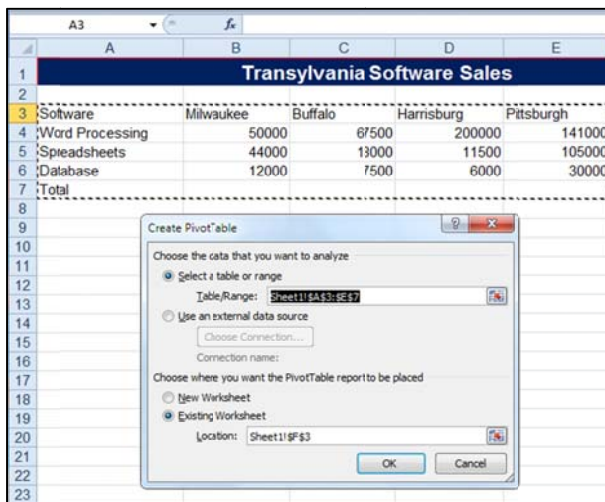 A3 fx
A B C D E
1 Transylvania Software Sales
2
3 Software Milwaukee Buffalo Harrisburg Pittsburgh
4 Word Processing 50000 67500 200000 141000
5 Spreadsheets 44000 13000 11500 105000
6 Database 12000 7500 6000 30000
7 Total
8
9 Create PivotTable
10
11 Choose the data that you want to analyze
12 Select a table or range
13 Table/Range: Sheet1!$A$3:$E$7
14 Use an external data source
15 Choose Connection...
16 Connection name:
17 Choose where you want the PivotTable report to be placed
18 New Worksheet
19 Existing Worksheet
20 Location: Sheet1!$F$3
21 OK Cancel
22
23